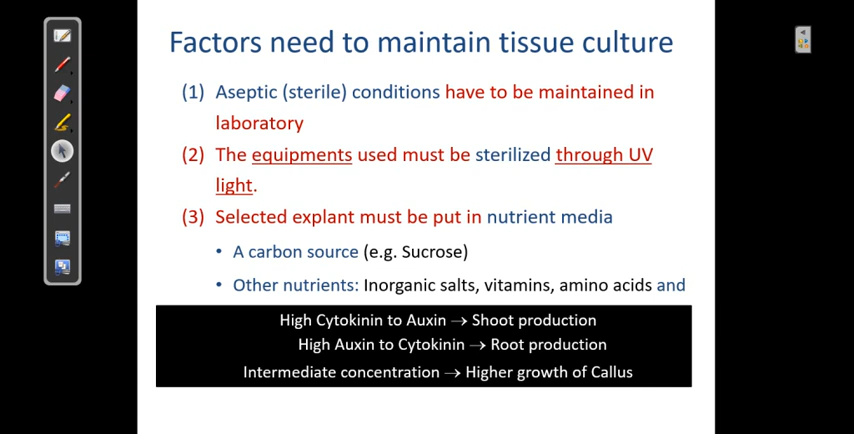 Factors need to maintain tissue culture
(1) Aseptic (sterile) conditions have to be maintained in
laboratory
(2) The equipments used must be sterilized through UV
light.
(3) Selected explant must be put in nutrient media
• A carbon source (e.g. Sucrose)
• Other nutrients: Inorganic salts, vitamins, amino acids and
High Cytokinin to Auxin → Shoot production
High Auxin to Cytokinin → Root production
Intermediate concentration → Higher growth of Callus